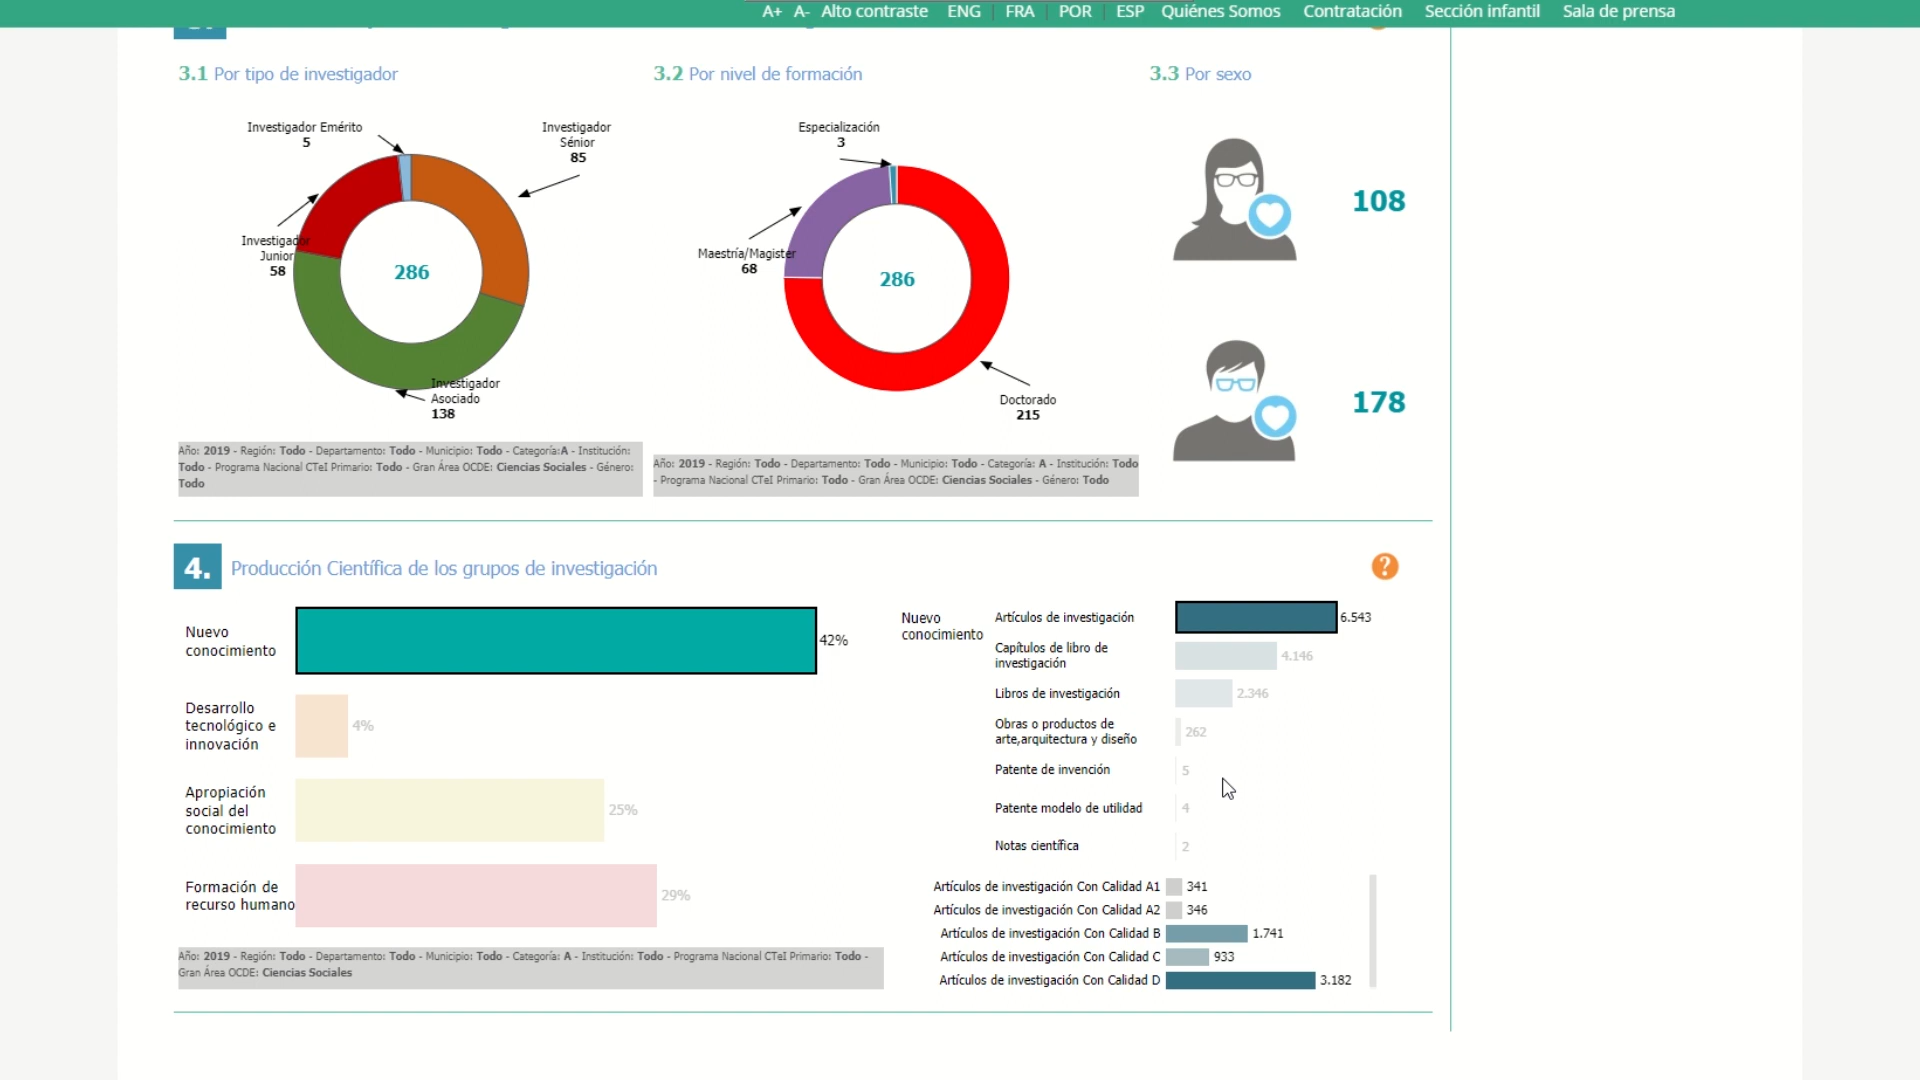 A+ A- Alto contraste ENG | FRA | POR | ESP Quiénes Somos Contratación Sección infantil Sala de prensa
3.1 Por tipo de investigador
Investigador Emérito
5
Investigador
Sénior
85
Investigador
Junior
58
286
Investigador
Asociado
138
Año: 2019 - Región: Todo - Departamento: Todo - Municipio: Todo - Categoría:A - Institución:
Todo - Programa Nacional CTeI Primario: Todo - Gran Área OCDE: Ciencias Sociales - Género:
Todo
3.2 Por nivel de formación
Especialización
3
Maestría/Magister
68
286
Doctorado
215
Año: 2019 - Región: Todo - Departamento: Todo - Municipio: Todo - Categoría: A - Institución: Todo
- Programa Nacional CTeI Primario: Todo - Gran Área OCDE: Ciencias Sociales - Género: Todo
3.3 Por sexo
108
178
4. Producción Científica de los grupos de investigación
?
Nuevo
conocimiento
42%
Desarrollo
tecnológico e
innovación
4%
Apropiación
social del
conocimiento
25%
Formación de
recurso humano
29%
Año: 2019 - Región: Todo - Departamento: Todo - Municipio: Todo - Categoría: A - Institución: Todo - Programa Nacional CTeI Primario: Todo -
Gran Área OCDE: Ciencias Sociales
Nuevo
conocimiento
Artículos de investigación 6.543
Capítulos de libro de
investigación
4.146
Libros de investigación 2.346
Obras o productos de
arte,arquitectura y diseño
262
Patente de invención 5
Patente modelo de utilidad 4
Notas científica 2
Artículos de investigación Con Calidad A1 341
Artículos de investigación Con Calidad A2 346
Artículos de investigación Con Calidad B 1.741
Artículos de investigación Con Calidad C 933
Artículos de investigación Con Calidad D 3.182